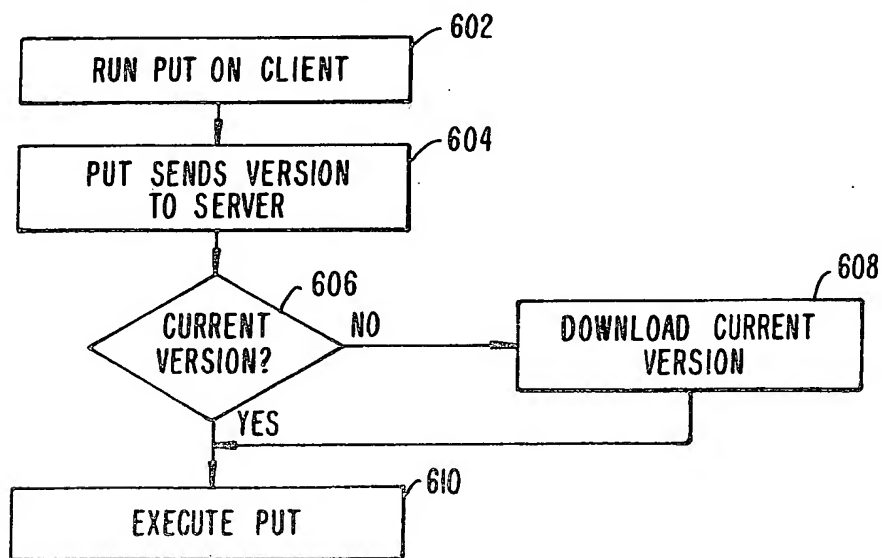 602
RUN PUT ON CLIENT
604
PUT SENDS VERSION
TO SERVER
606
CURRENT
VERSION?
NO
608
DOWNLOAD CURRENT
VERSION
YES
610
EXECUTE PUT